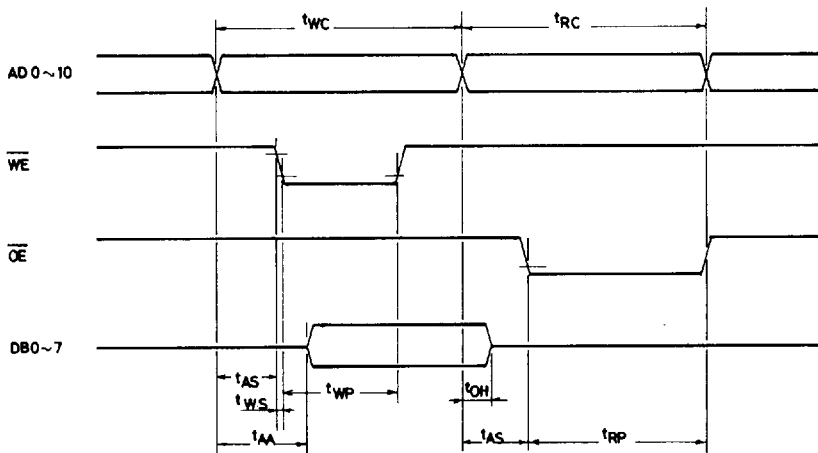 tWC tRC
AD 0~10
WE
OE
DB0~7
tAS tWP tOH
tWS
tAA tAS tRP